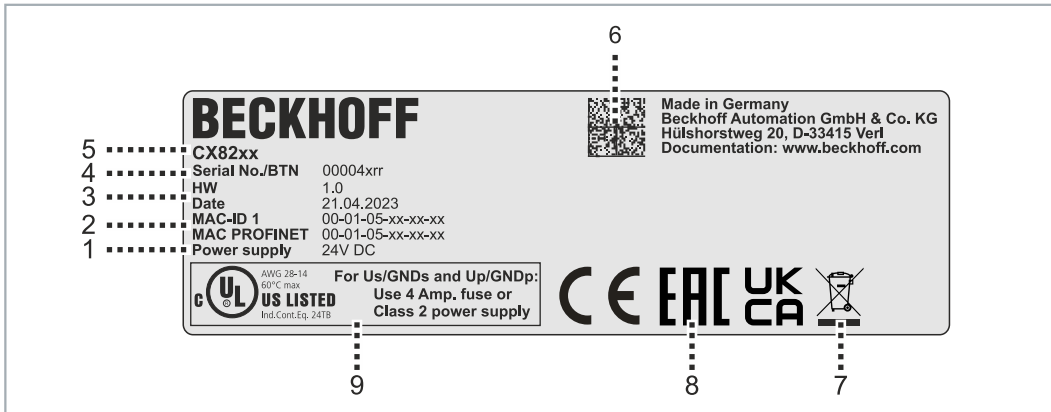 6
BECKHOFF
Made in Germany
Beckhoff Automation GmbH & Co. KG
Hülshorstweg 20, D-33415 Verl
Documentation: www.beckhoff.com
5 CX82xx
4 Serial No./BTN 00004xrr
HW 1.0
3 Date 21.04.2023
2 MAC-ID 1 00-01-05-xx-xx-xx
MAC PROFINET 00-01-05-xx-xx-xx
1 Power supply 24V DC
C UL US LISTED
AWG 28-14
60°C max
Ind.Cont.Eq. 24TB
For Us/GNDs and Up/GNDp:
Use 4 Amp. fuse or
Class 2 power supply
CE EAC UK CA
9 8 7